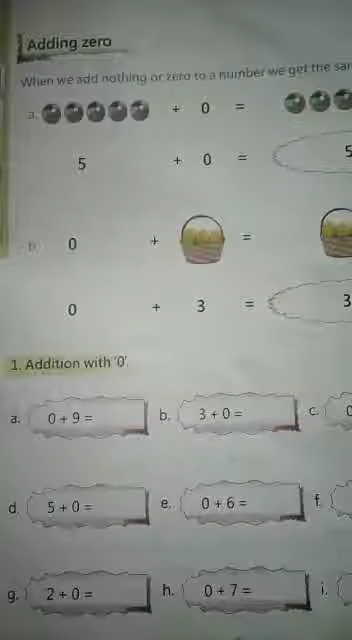 Adding zero
When we add nothing or zero to a number we get the
a. + 0 =
5 + 0 = 5
b. 0 + =
0 + 3 = 3
1. Addition with '0'.
a. 0 + 9 = b. 3 + 0 = c. 0
d. 5 + 0 = e. 0 + 6 = f.
g. 2 + 0 = h. 0 + 7 = i.